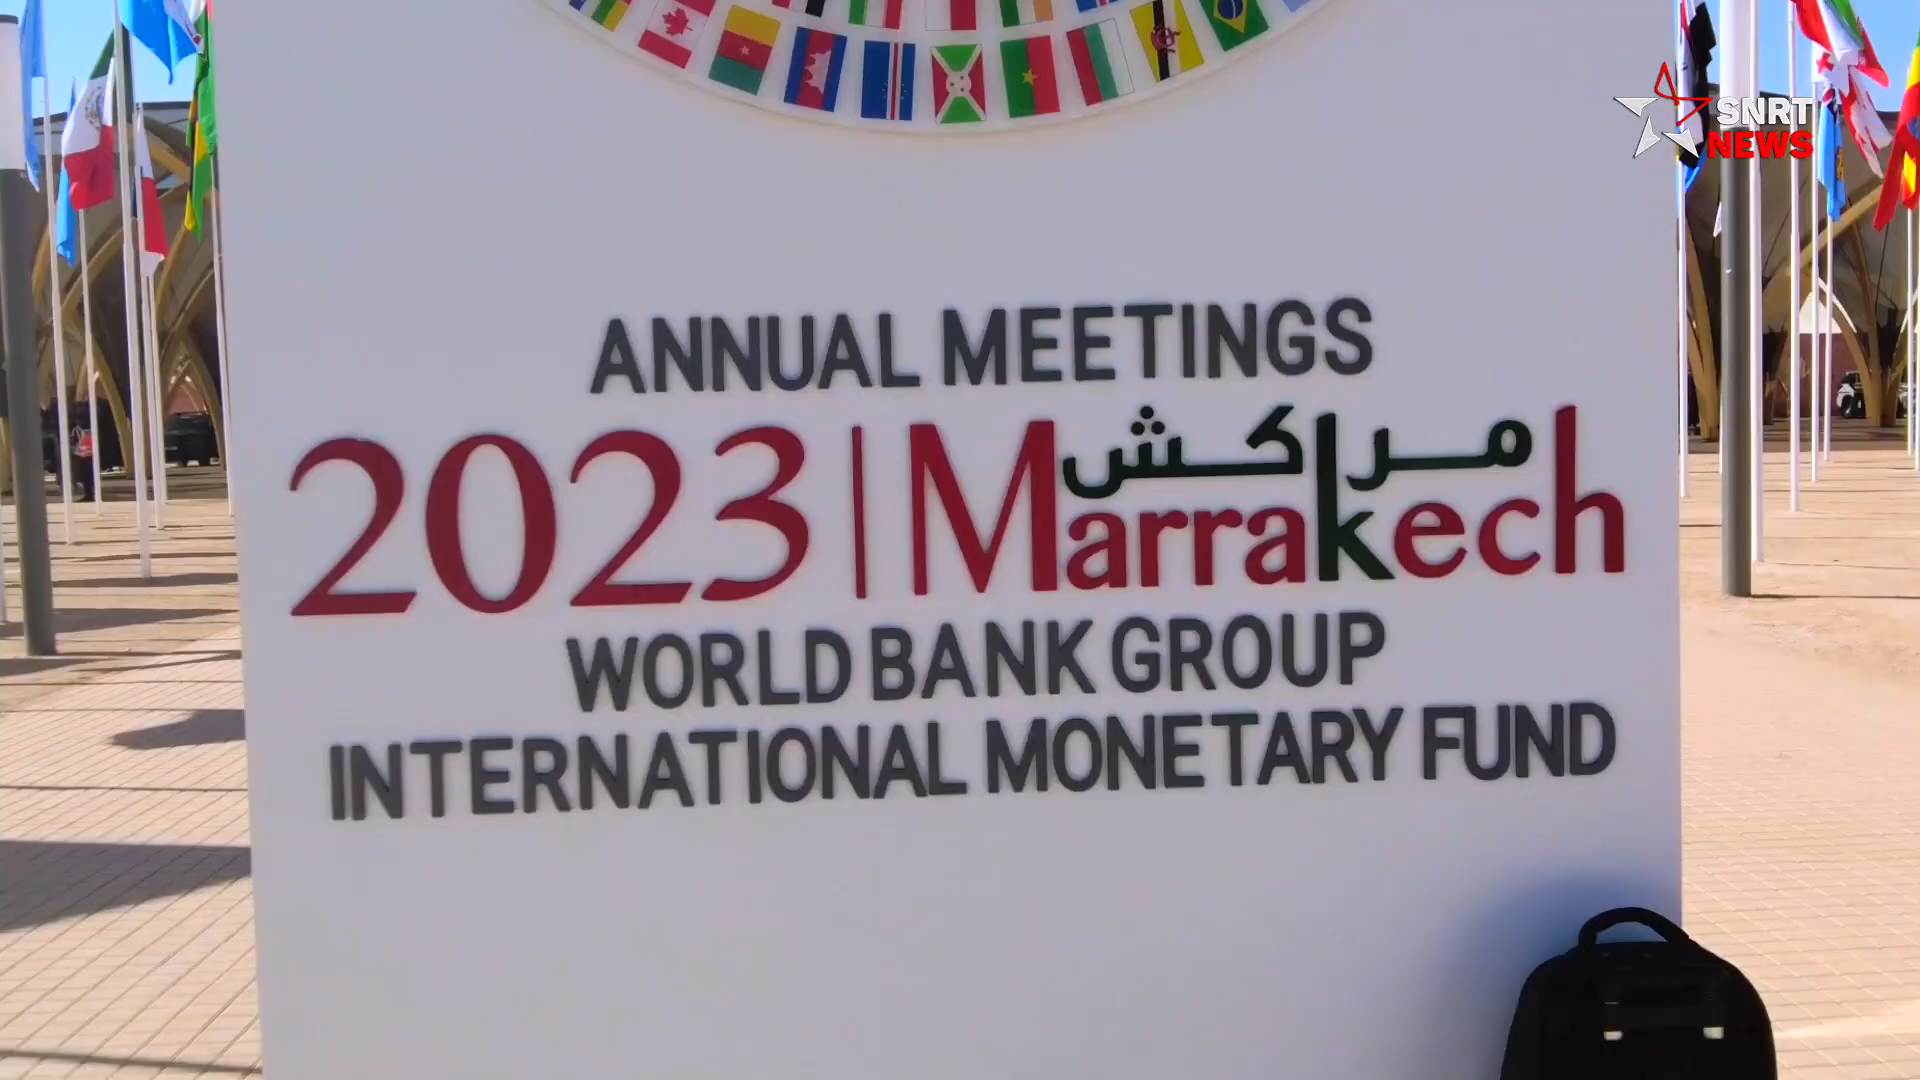 SNRT
NEWS
ANNUAL MEETINGS
2023 | Marrakech
مراكش
WORLD BANK GROUP
INTERNATIONAL MONETARY FUND